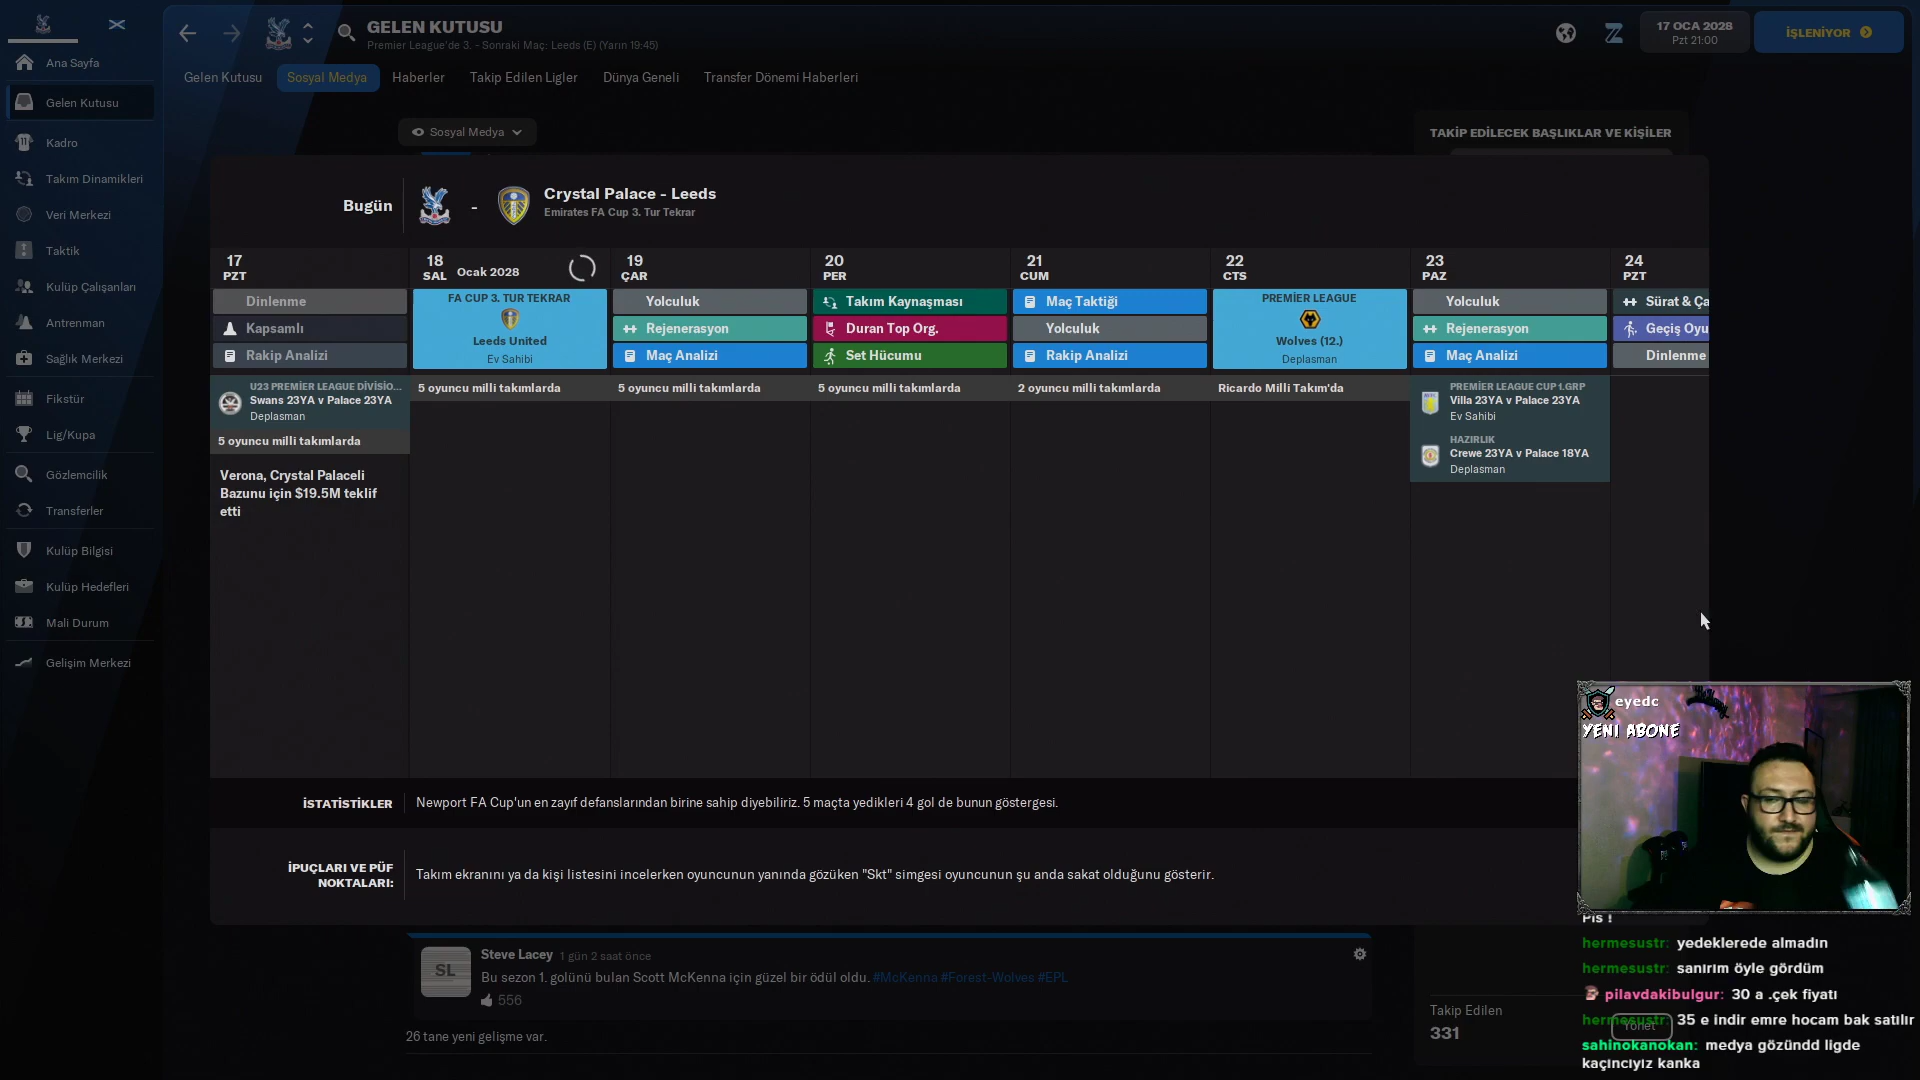 GELEN KUTUSU
Premier League'de 3. - Sonraki Maç: Leeds (E) (Yarın 19:45)
17 OCA 2028
Pzt 21:00
İŞLENİYOR
Ana Sayfa
Gelen Kutusu
Kadro
Takım Dinamikleri
Veri Merkezi
Taktik
Kulüp Çalışanları
Antrenman
Sağlık Merkezi
Fikstür
Lig/Kupa
Gözlemcilik
Transferler
Kulüp Bilgisi
Kulüp Hedefleri
Mali Durum
Gelişim Merkezi
Gelen Kutusu
Sosyal Medya
Haberler
Takip Edilen Ligler
Dünya Geneli
Transfer Dönemi Haberleri
Sosyal Medya
TAKİP EDİLECEK BAŞLIKLAR VE KİŞİLER
Bugün
-
Crystal Palace - Leeds
Emirates FA Cup 3. Tur Tekrar
17
PZT
Dinlenme
Kapsamlı
Rakip Analizi
U23 PREMİER LEAGUE DİVİSİO...
Swans 23YA v Palace 23YA
Deplasman
5 oyuncu milli takımlarda
Verona, Crystal Palaceli
Bazunu için $19.5M teklif
etti
18
SAL Ocak 2028
FA CUP 3. TUR TEKRAR
Leeds United
Ev Sahibi
5 oyuncu milli takımlarda
19
ÇAR
Yolculuk
Rejenerasyon
Maç Analizi
5 oyuncu milli takımlarda
20
PER
Takım Kaynaşması
Duran Top Org.
Set Hücumu
5 oyuncu milli takımlarda
21
CUM
Maç Taktiği
Yolculuk
Rakip Analizi
2 oyuncu milli takımlarda
22
CTS
PREMİER LEAGUE
Wolves (12.)
Deplasman
Ricardo Milli Takım'da
23
PAZ
Yolculuk
Rejenerasyon
Maç Analizi
PREMİER LEAGUE CUP 1.GRP
Villa 23YA v Palace 23YA
Ev Sahibi
HAZIRLIK
Crewe 23YA v Palace 18YA
Deplasman
24
PZT
Sürat & Ça
Geçiş Oyu
Dinlenme
İSTATİSTİKLER
Newport FA Cup'un en zayıf defanslarından birine sahip diyebiliriz. 5 maçta yedikleri 4 gol de bunun göstergesi.
İPUÇLARI VE PÜF
NOKTALARI:
Takım ekranını ya da kişi listesini incelerken oyuncunun yanında gözüken "Skt" simgesi oyuncunun şu anda sakat olduğunu gösterir.
SL
Steve Lacey 1 gün 2 saat önce
Bu sezon 1. golünü bulan Scott McKenna için güzel bir ödül oldu. #McKenna #Forest-Wolves #EPL
556
26 tane yeni gelişme var.
Takip Edilen
331
Yönet
eyedc
YENI ABONE
Pis !
hermesustr: yedeklerede almadın
hermesustr: sanırım öyle gördüm
pilavdakibulgur: 30 a .çek fiyatı
hermesustr: 35 e indir emre hocam bak satılır
sahinokanokan: medya gözündd ligde
kaçıncıyız kanka